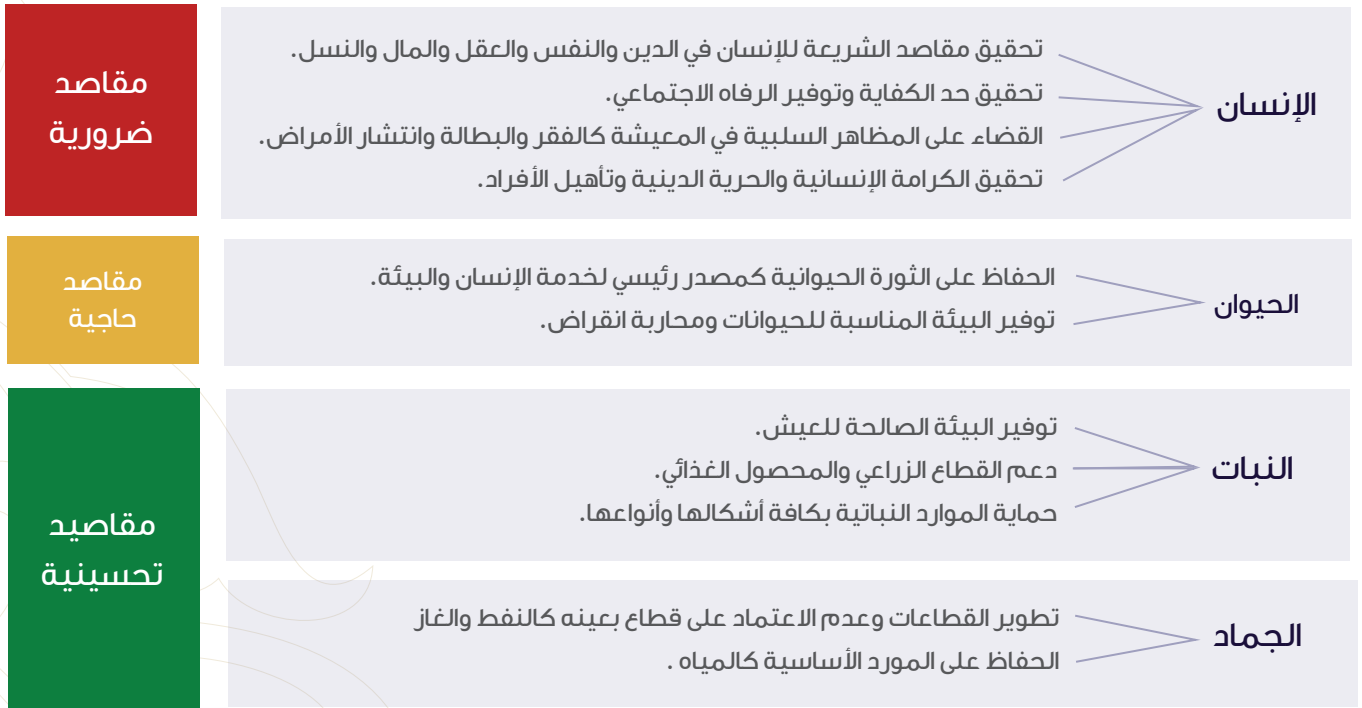 الإنسان
تحقيق مقاصد الشريعة للإنسان في الدين والنفس والعقل والمال والنسل.
تحقيق حد الكفاية وتوفير الرفاه الاجتماعي.
القضاء على المظاهر السلبية في المعيشة كالفقر والبطالة وانتشار الأمراض.
تحقيق الكرامة الإنسانية والحرية الدينية وتأهيل الأفراد.
مقاصد
ضرورية
الحيوان
الحفاظ على الثورة الحيوانية كمصدر رئيسي لخدمة الإنسان والبيئة.
توفير البيئة المناسبة للحيوانات ومحاربة انقراض.
مقاصد
حاجية
النبات
توفير البيئة الصالحة للعيش.
دعم القطاع الزراعي والمحصول الغذائي.
حماية الموارد النباتية بكافة أشكالها وأنواعها.
مقاصيد
تحسينية
الجماد
تطوير القطاعات وعدم الاعتماد على قطاع بعينه كالنفط والغاز
الحفاظ على المورد الأساسية كالمياه .